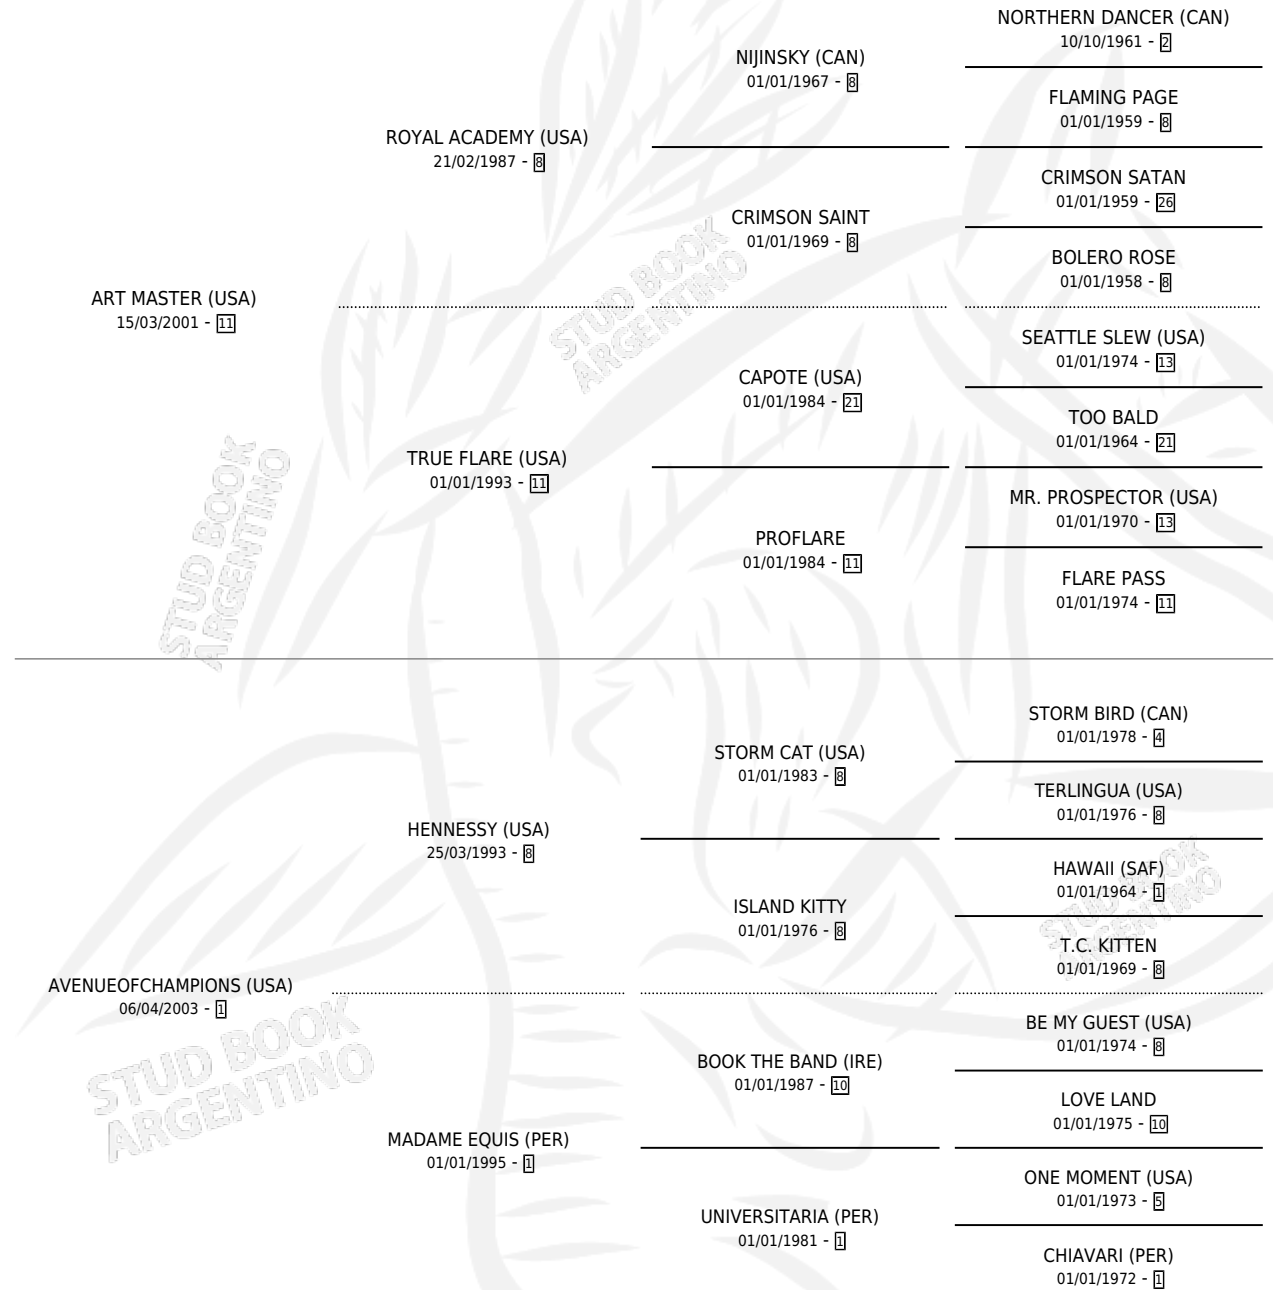 NORTHERN DANCER (CAN)
10/10/1961 - 2
NIJINSKY (CAN)
01/01/1967 - 8
FLAMING PAGE
01/01/1959 - 8
ROYAL ACADEMY (USA)
21/02/1987 - 8
CRIMSON SATAN
01/01/1959 - 26
CRIMSON SAINT
01/01/1969 - 8
BOLERO ROSE
01/01/1958 - 8
ART MASTER (USA)
15/03/2001 - 11
SEATTLE SLEW (USA)
01/01/1974 - 13
CAPOTE (USA)
01/01/1984 - 21
TOO BALD
01/01/1964 - 21
TRUE FLARE (USA)
01/01/1993 - 11
MR. PROSPECTOR (USA)
01/01/1970 - 13
PROFLARE
01/01/1984 - 11
FLARE PASS
01/01/1974 - 11
STUD BOOK
ARGENTINO
STUD BOOK
ARGENTINO
STORM BIRD (CAN)
01/01/1978 - 4
STORM CAT (USA)
01/01/1983 - 8
TERLINGUA (USA)
01/01/1976 - 8
HENNESSY (USA)
25/03/1993 - 8
HAWAII (SAF)
01/01/1964 - 1
ISLAND KITTY
01/01/1976 - 8
T.C. KITTEN
01/01/1969 - 8
STUD BOOK
ARGENTINO
AVENUEOFCHAMPIONS (USA)
06/04/2003 - 1
BE MY GUEST (USA)
01/01/1974 - 8
BOOK THE BAND (IRE)
01/01/1987 - 10
LOVE LAND
01/01/1975 - 10
MADAME EQUIS (PER)
01/01/1995 - 1
ONE MOMENT (USA)
01/01/1973 - 5
UNIVERSITARIA (PER)
01/01/1981 - 1
CHIAVARI (PER)
01/01/1972 - 1
STUD BOOK
ARGENTINO